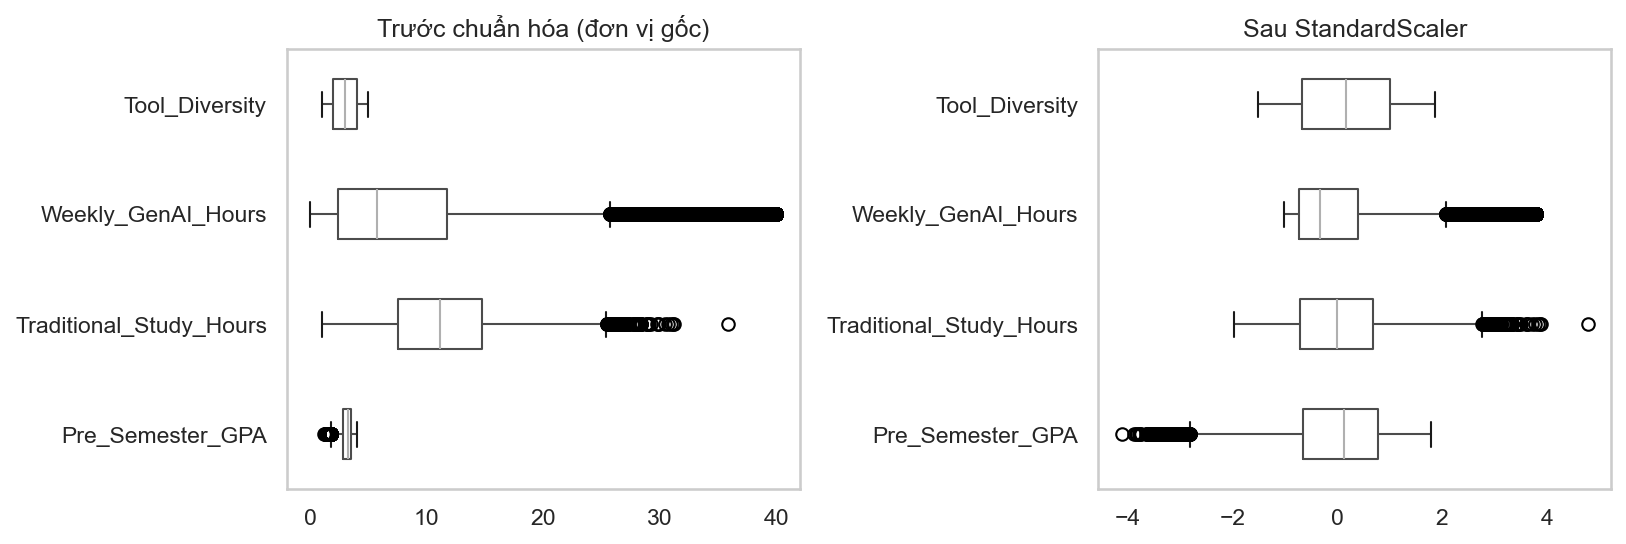 Trước chuẩn hóa (đơn vị gốc)
Tool_Diversity
Weekly_GenAI_Hours
Traditional_Study_Hours
Pre_Semester_GPA
0 10 20 30 40
Sau StandardScaler
Tool_Diversity
Weekly_GenAI_Hours
Traditional_Study_Hours
Pre_Semester_GPA
−4 −2 0 2 4